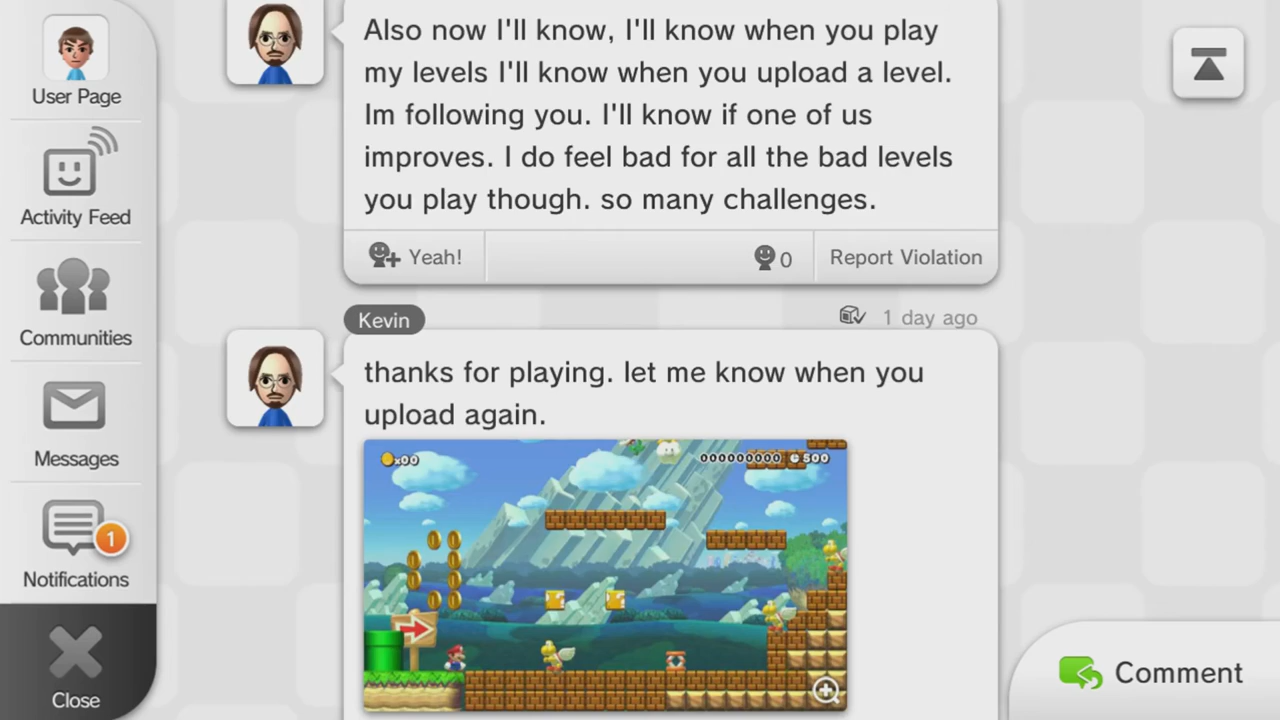 User Page
Activity Feed
Communities
Messages
Notifications
1
Close
Also now I'll know, I'll know when you play
my levels I'll know when you upload a level.
Im following you. I'll know if one of us
improves. I do feel bad for all the bad levels
you play though. so many challenges.
Yeah!
0
Report Violation
Kevin
1 day ago
thanks for playing. let me know when you
upload again.
x00
000000000
500
Comment